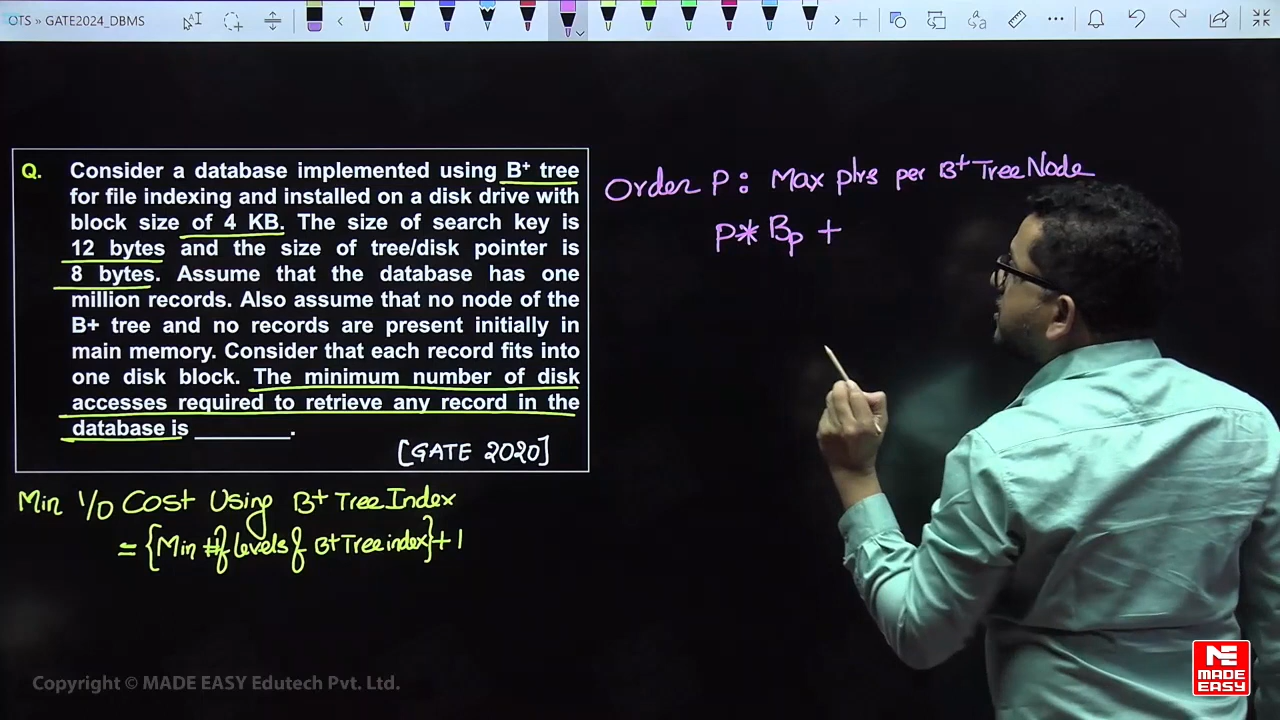 OTS » GATE2024_DBMS
Q. Consider a database implemented using B+ tree
for file indexing and installed on a disk drive with
block size of 4 KB. The size of search key is
12 bytes and the size of tree/disk pointer is
8 bytes. Assume that the database has one
million records. Also assume that no node of the
B+ tree and no records are present initially in
main memory. Consider that each record fits into
one disk block. The minimum number of disk
accesses required to retrieve any record in the
database is ________.
[GATE 2020]
Order P: Max ptrs per B+ Tree Node
P* Bp +
Min I/O Cost Using B+ Tree Index
= {Min # of levels of B+ Tree index} + 1
Copyright © MADE EASY Edutech Pvt. Ltd.
MADE
EASY